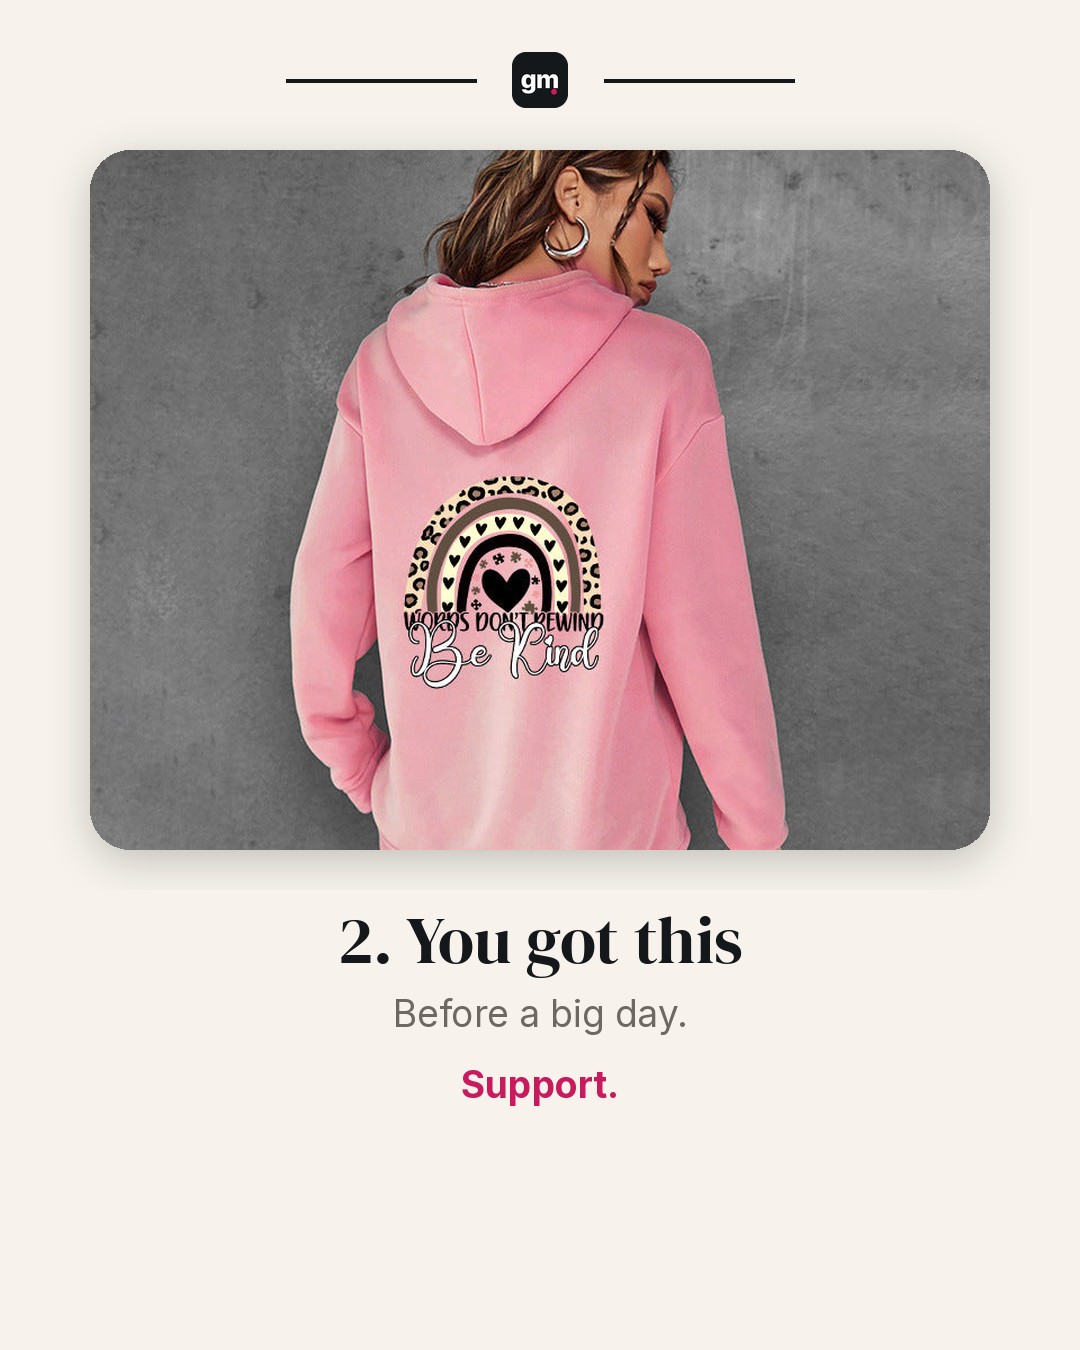 gm.
WORDS DON'T REWIND
Be Kind
2. You got this
Before a big day.
Support.